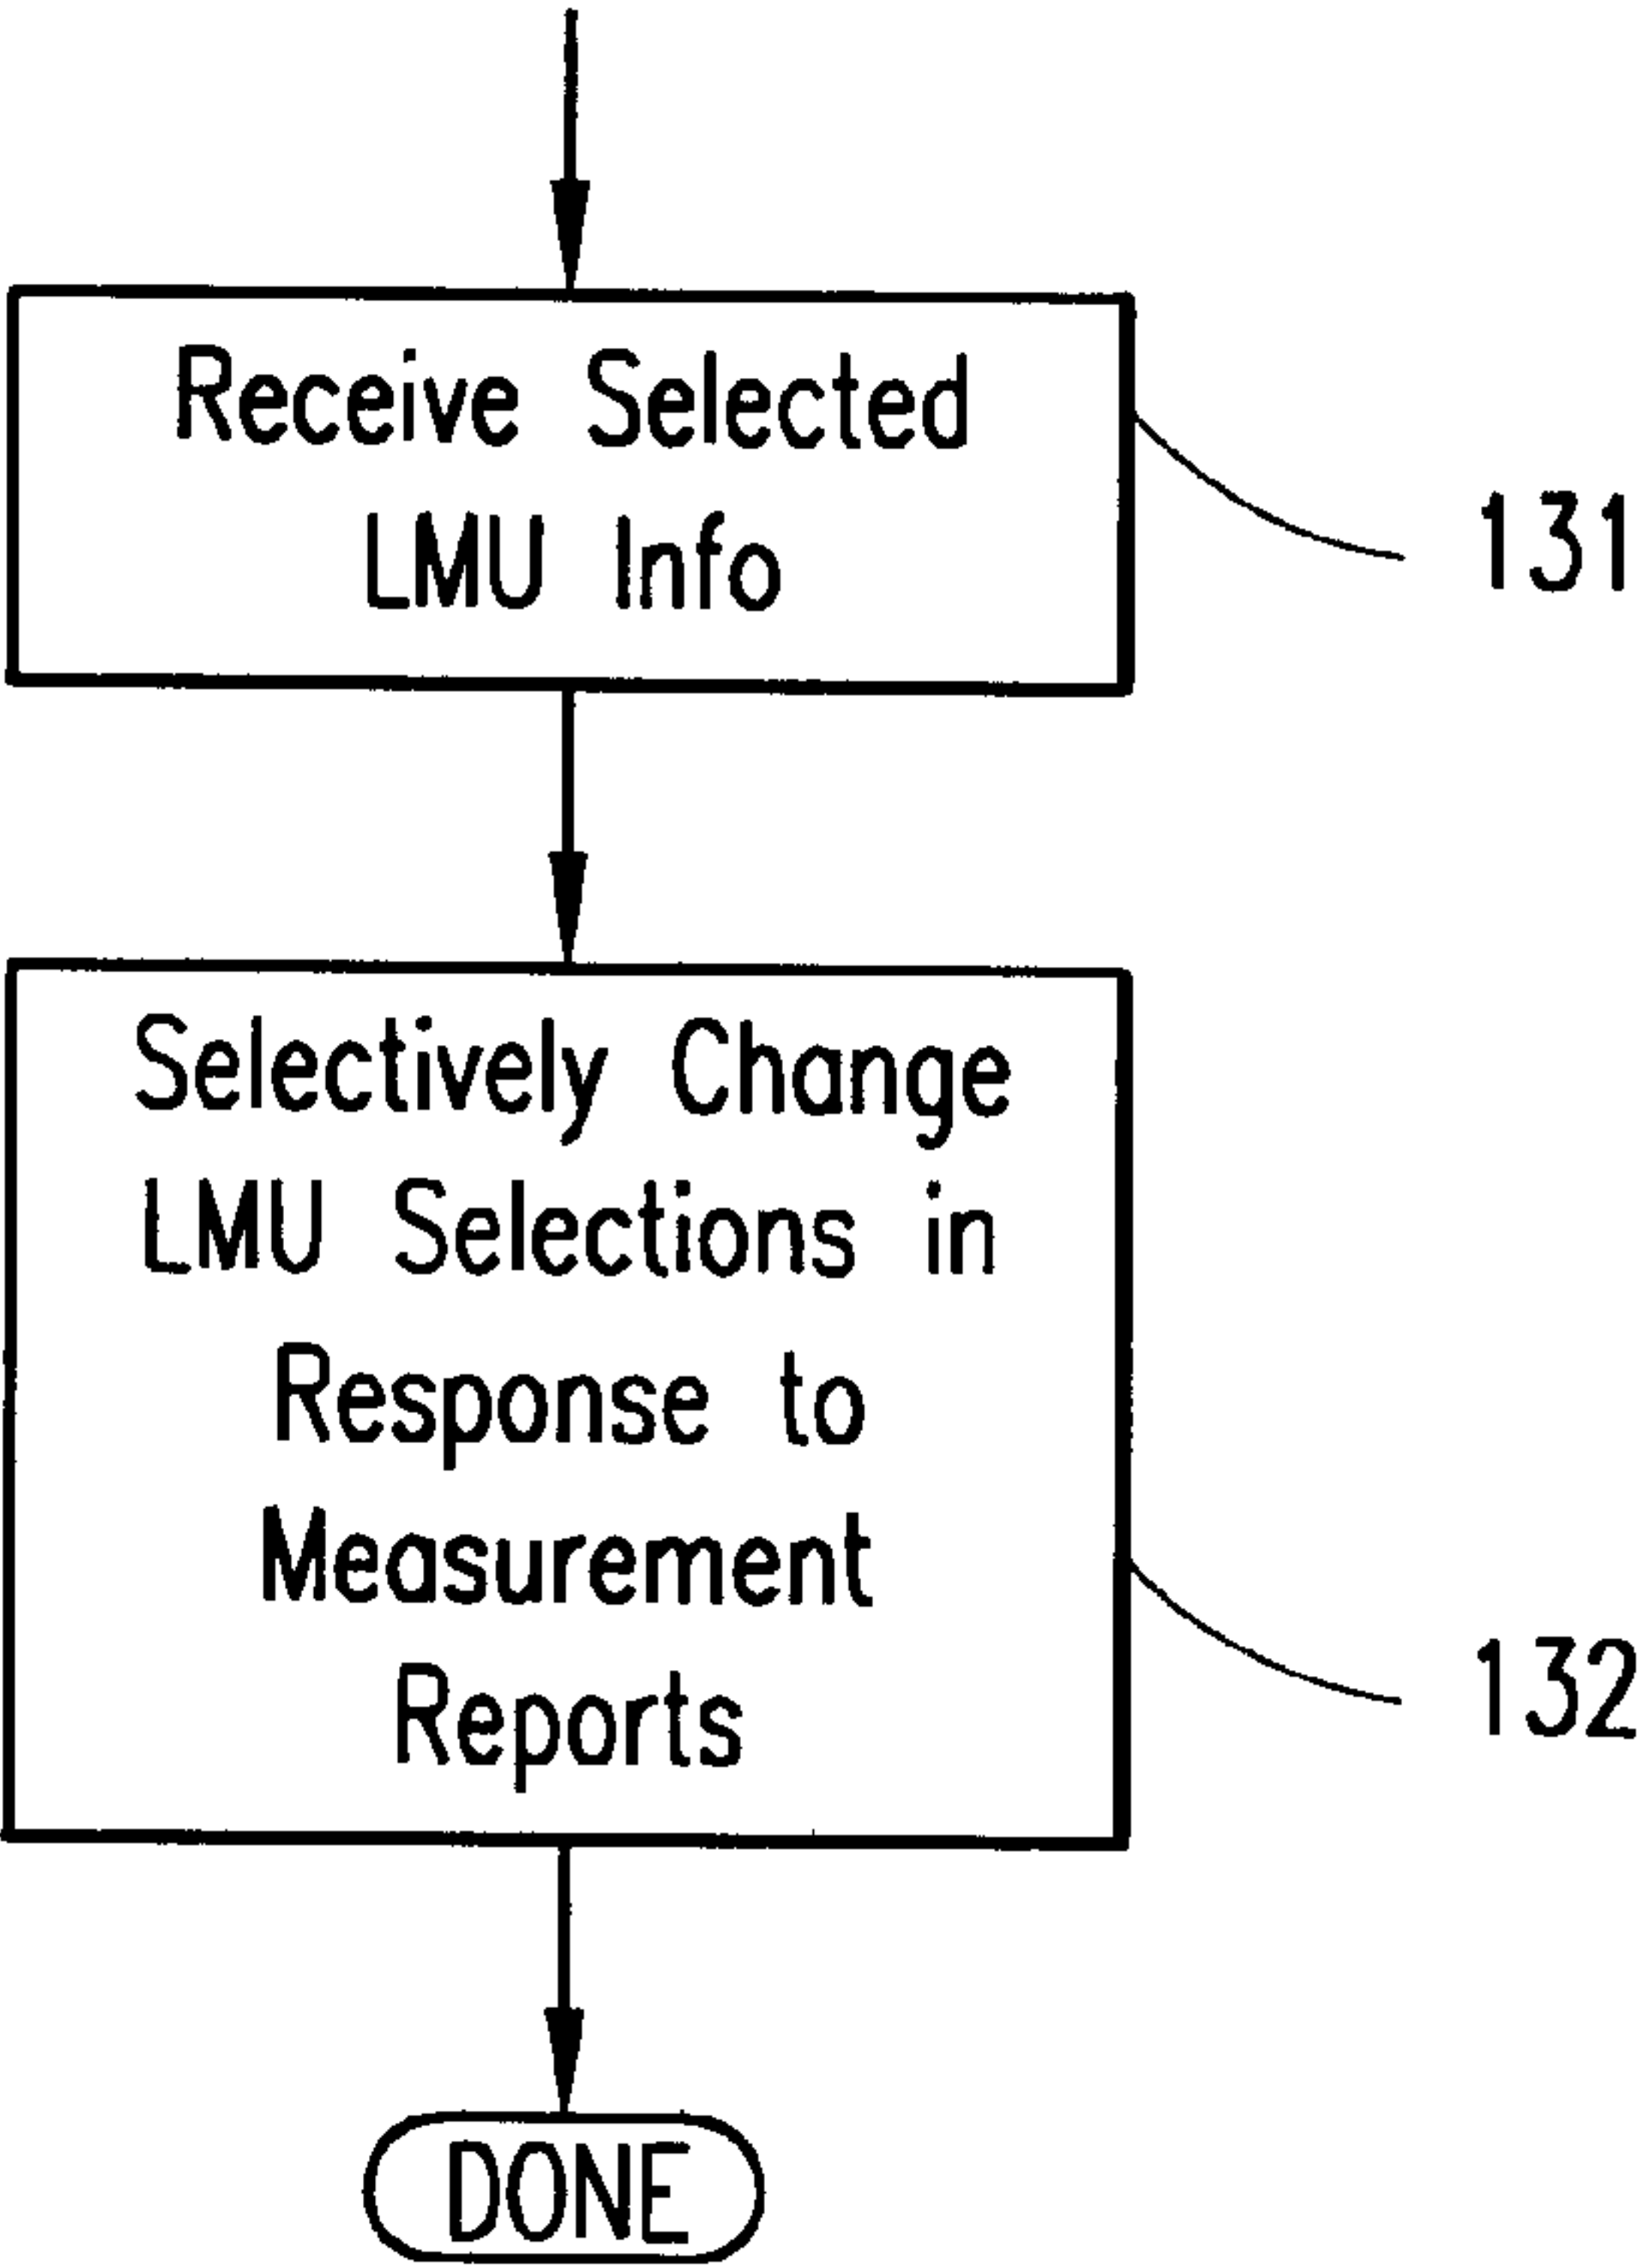 Receive Selected
LMU Info
131
Selectively Change
LMU Selections in
Response to
Measurement
Reports
132
DONE